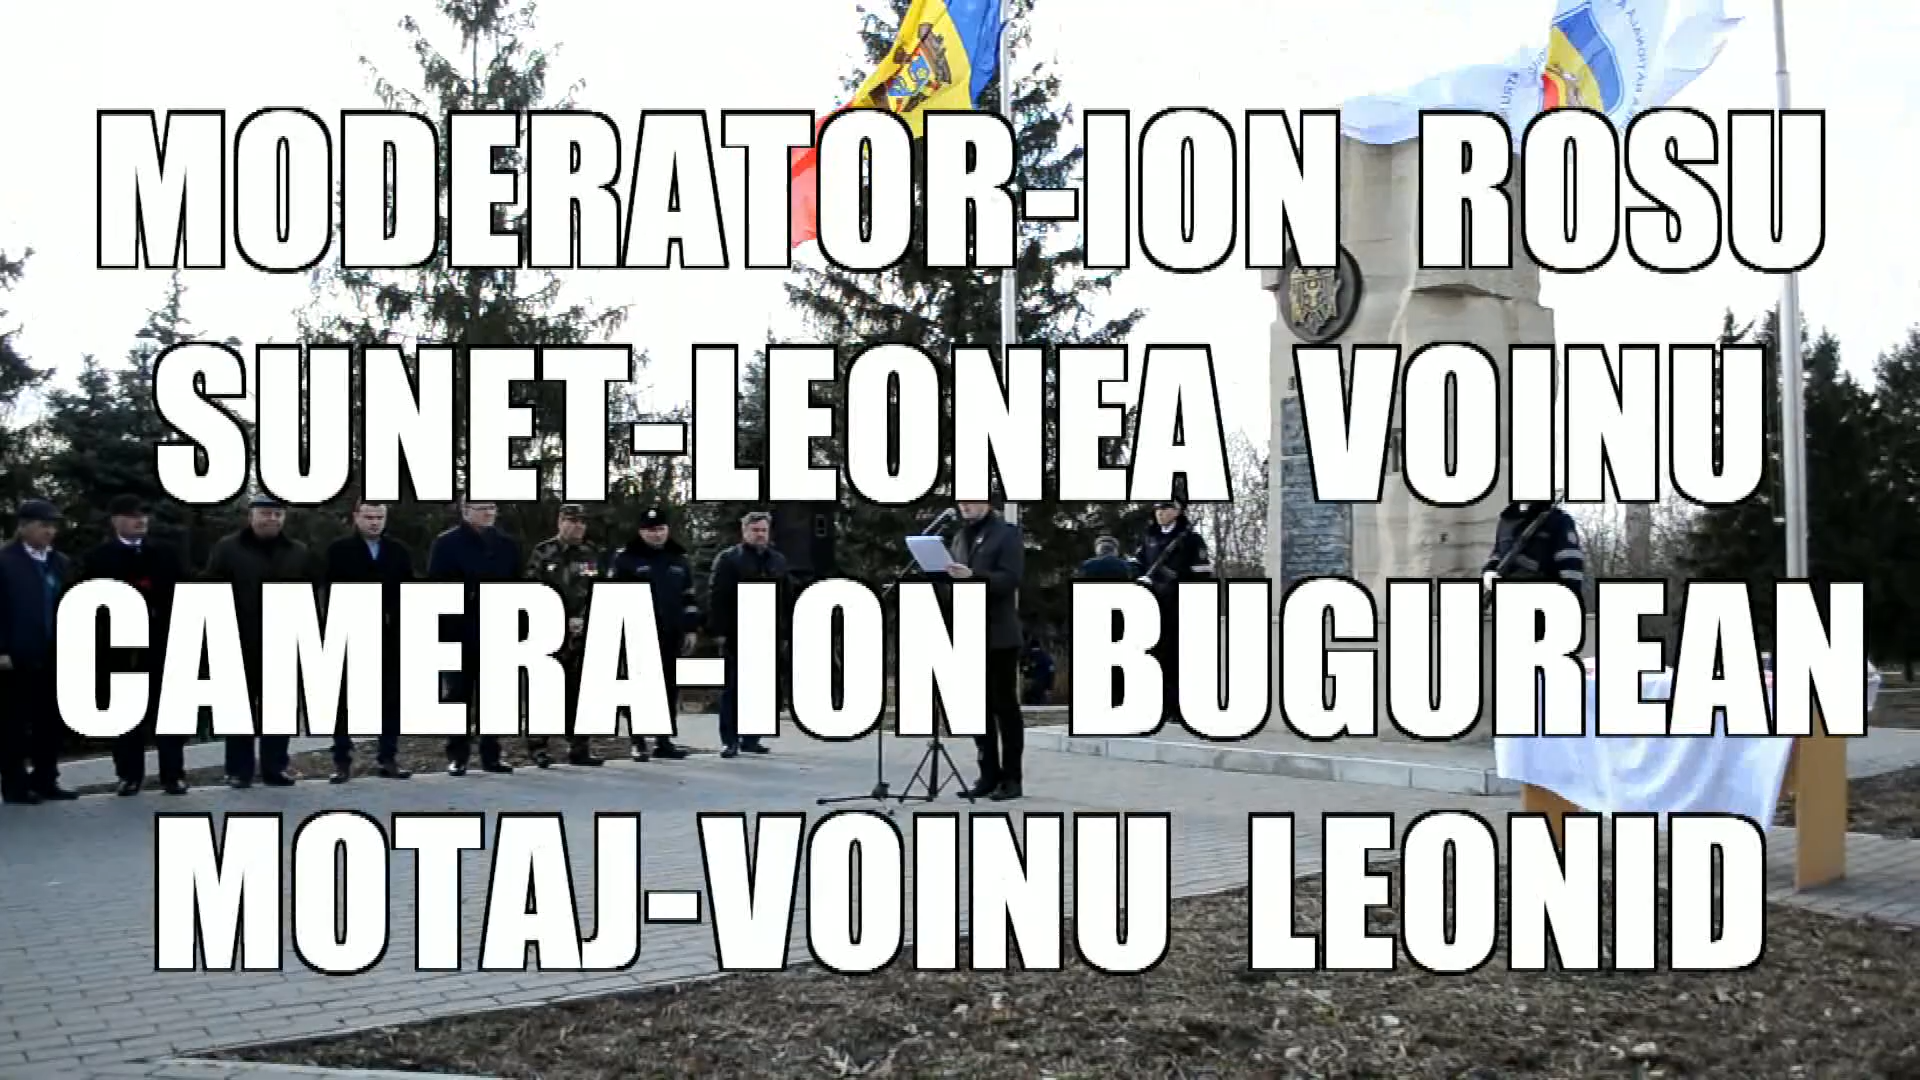 MODERATOR-ION ROSU
SUNET-LEONEA VOINU
CAMERA-ION BUGUREAN
MOTAJ-VOINU LEONID